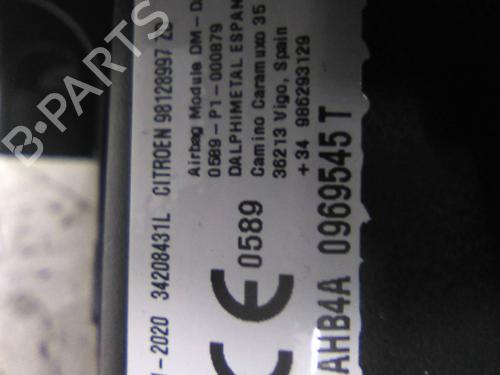 -2020 34208431L CITROEN 98128997
Airbag Module DM-D
0589-P1-000879
DALPHIMETAL ESPAN
Camino Caramuxo 35
36213 Vigo, Spain
+34 986293129
CE 0589
AHB4A 0969545 T
B-PARTS